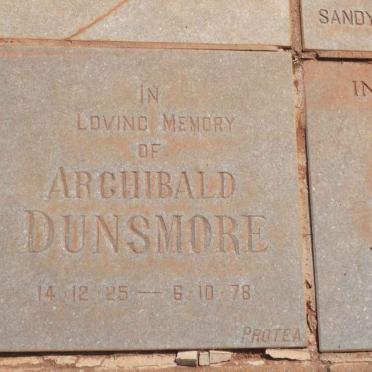 SANDY
IN
LOVING MEMORY
OF
ARCHIBALD
DUNSMORE
14·12·25 — 6·10·78
PROTEA
IN